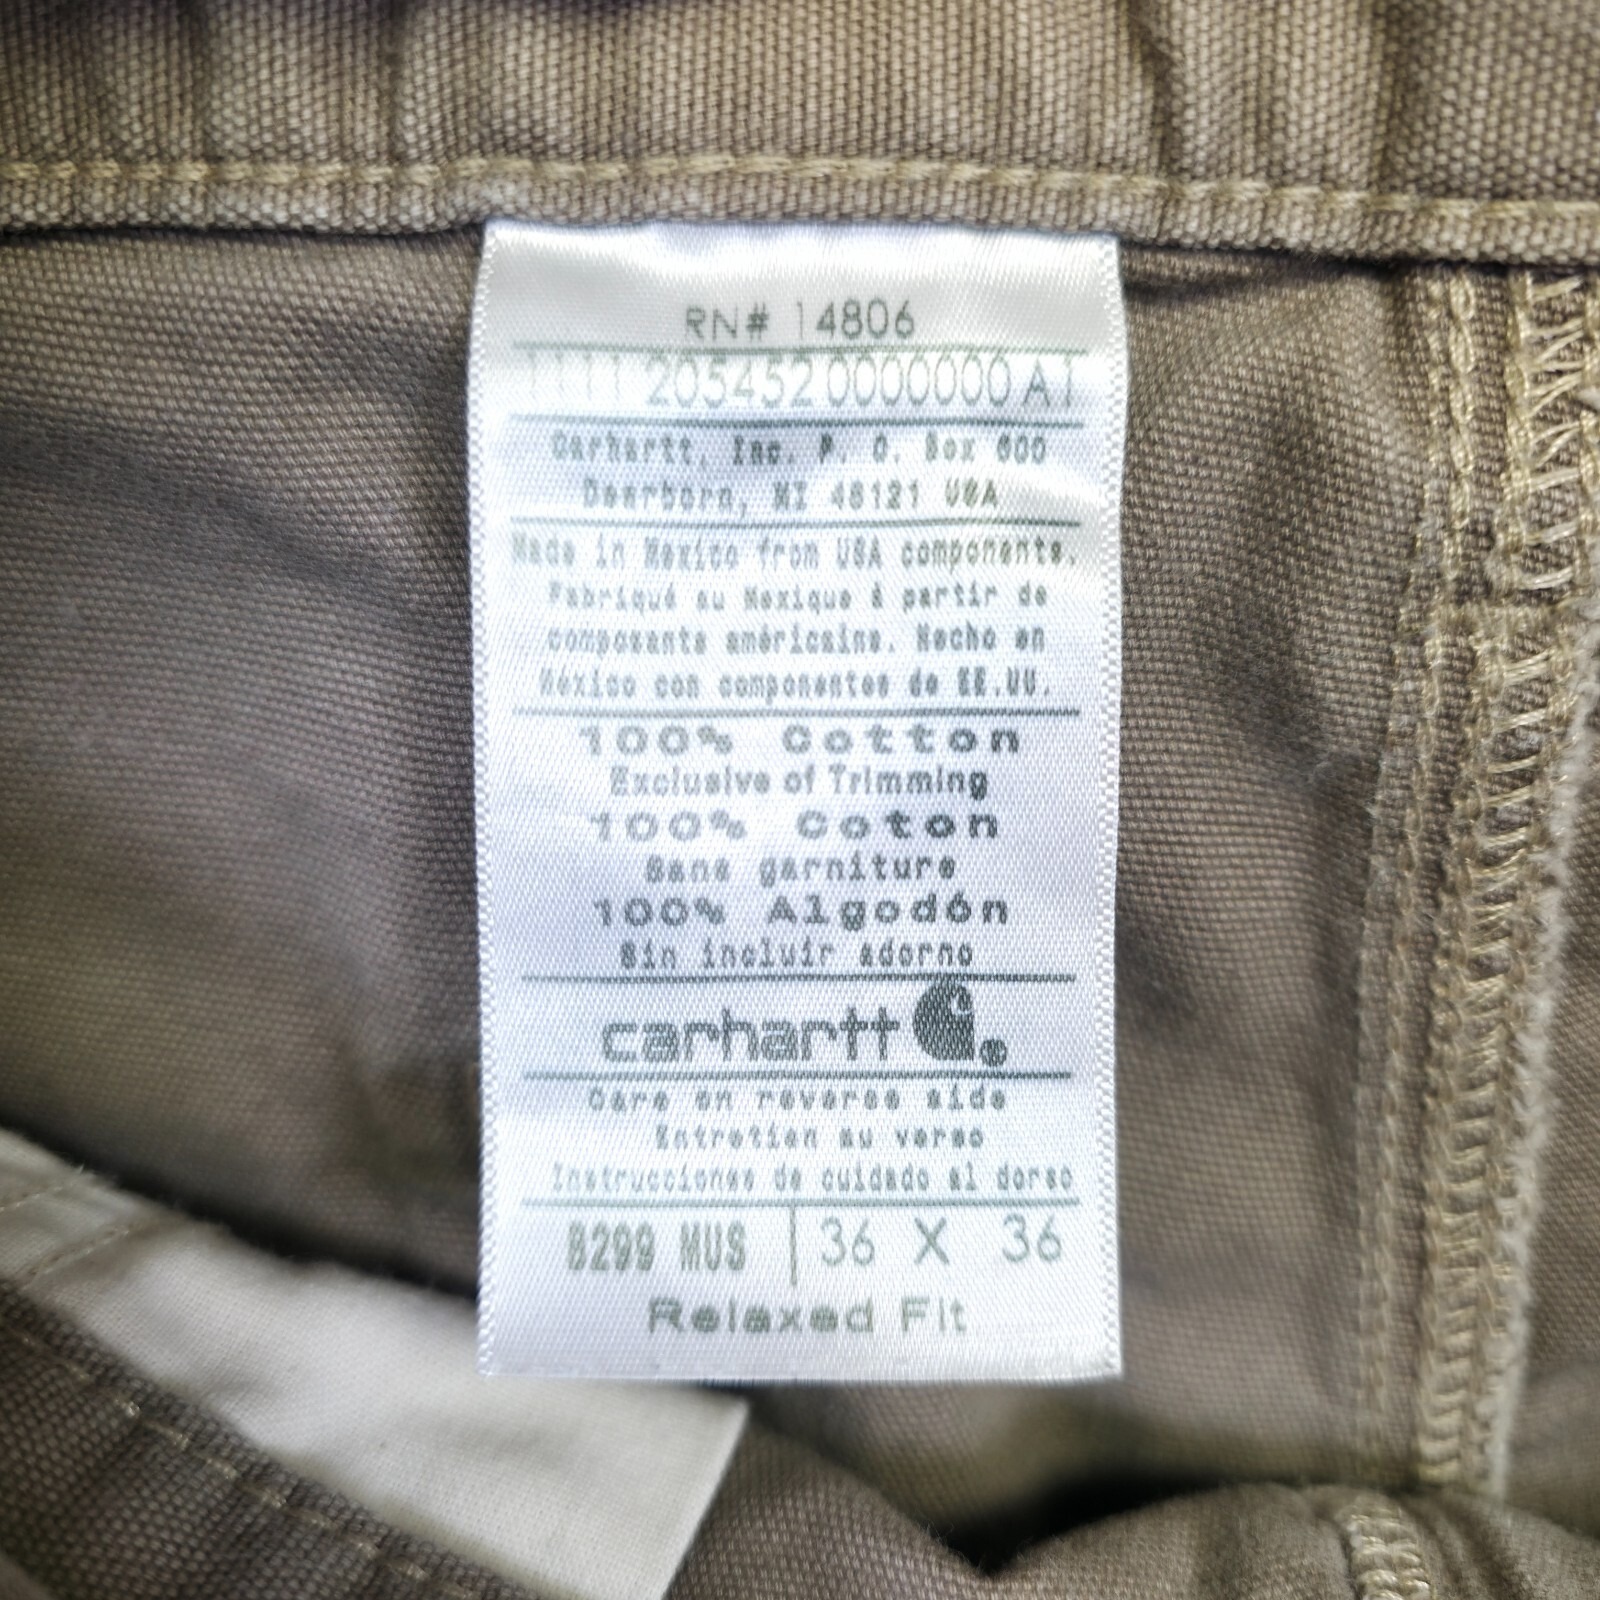 RN# 14806
1111 205452 0000000 A1
Carhartt, Inc. P. O. Box 600
Dearborn, MI 48121 USA
Made in Mexico from USA components.
Fabriqué au Mexique à partir de
composants américains. Hecho en
México con componentes de EE.UU.
100% Cotton
Exclusive of Trimming
100% Coton
Sans garniture
100% Algodón
Sin incluir adorno
carhartt
Care on reverse side
Entretien au verso
Instrucciones de cuidado al dorso
B299 MUS | 36 X 36
Relaxed Fit